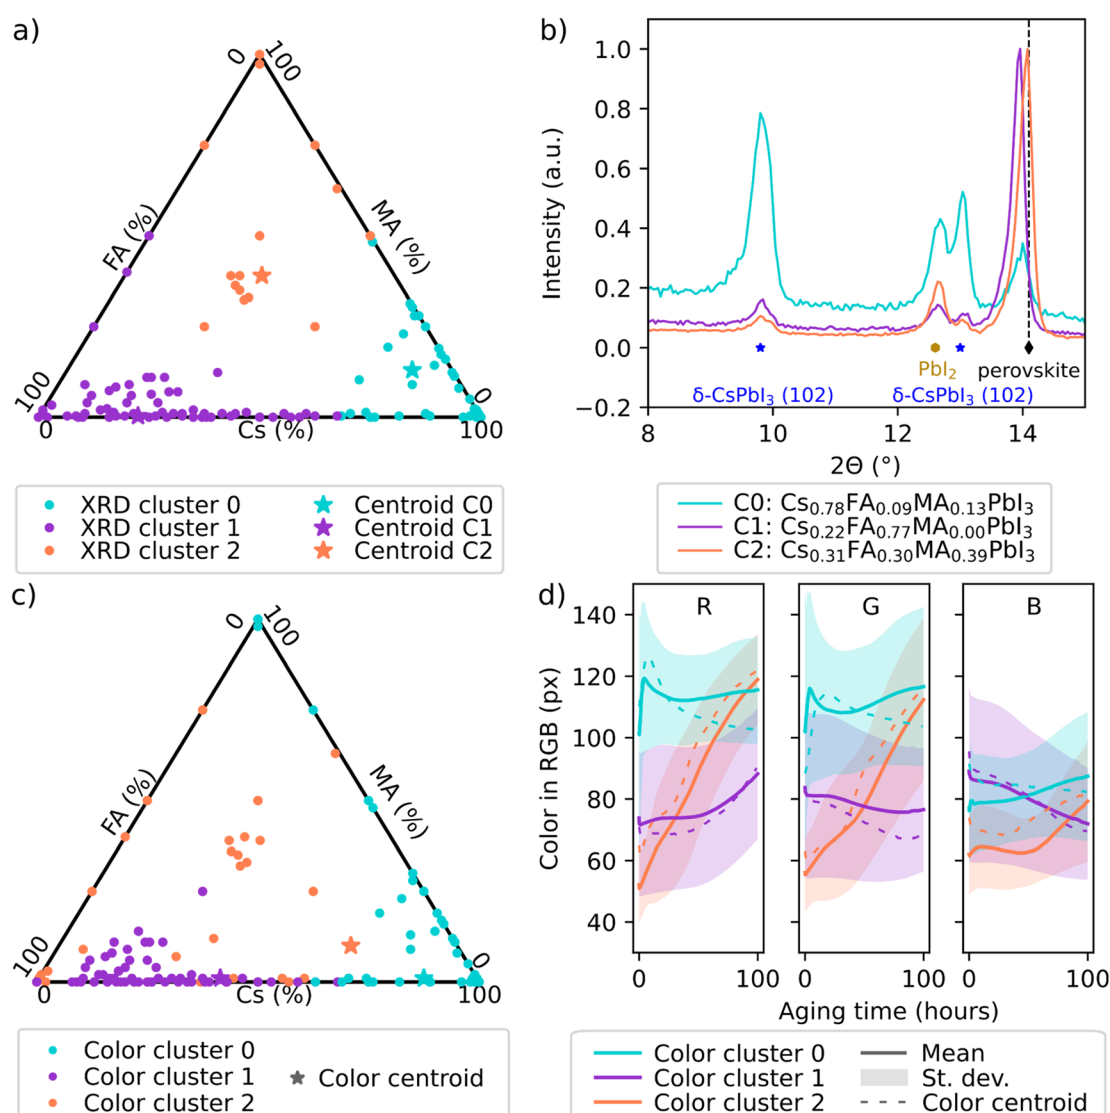 a)
0
100
FA (%)
MA (%)
100
0
0
Cs (%)
100
XRD cluster 0
XRD cluster 1
XRD cluster 2
Centroid C0
Centroid C1
Centroid C2
b)
Intensity (a.u.)
1.0
0.8
0.6
0.4
0.2
0.0
−0.2
PbI₂
perovskite
δ-CsPbI₃ (102)
δ-CsPbI₃ (102)
8
10
12
14
2Θ (°)
C0: Cs₀.₇₈FA₀.₀₉MA₀.₁₃PbI₃
C1: Cs₀.₂₂FA₀.₇₇MA₀.₀₀PbI₃
C2: Cs₀.₃₁FA₀.₃₀MA₀.₃₉PbI₃
c)
0
100
FA (%)
MA (%)
100
0
0
Cs (%)
100
Color cluster 0
Color cluster 1
Color cluster 2
Color centroid
d)
R
G
B
Color in RGB (px)
140
120
100
80
60
40
0
100
0
100
0
100
Aging time (hours)
Color cluster 0
Color cluster 1
Color cluster 2
Mean
St. dev.
Color centroid